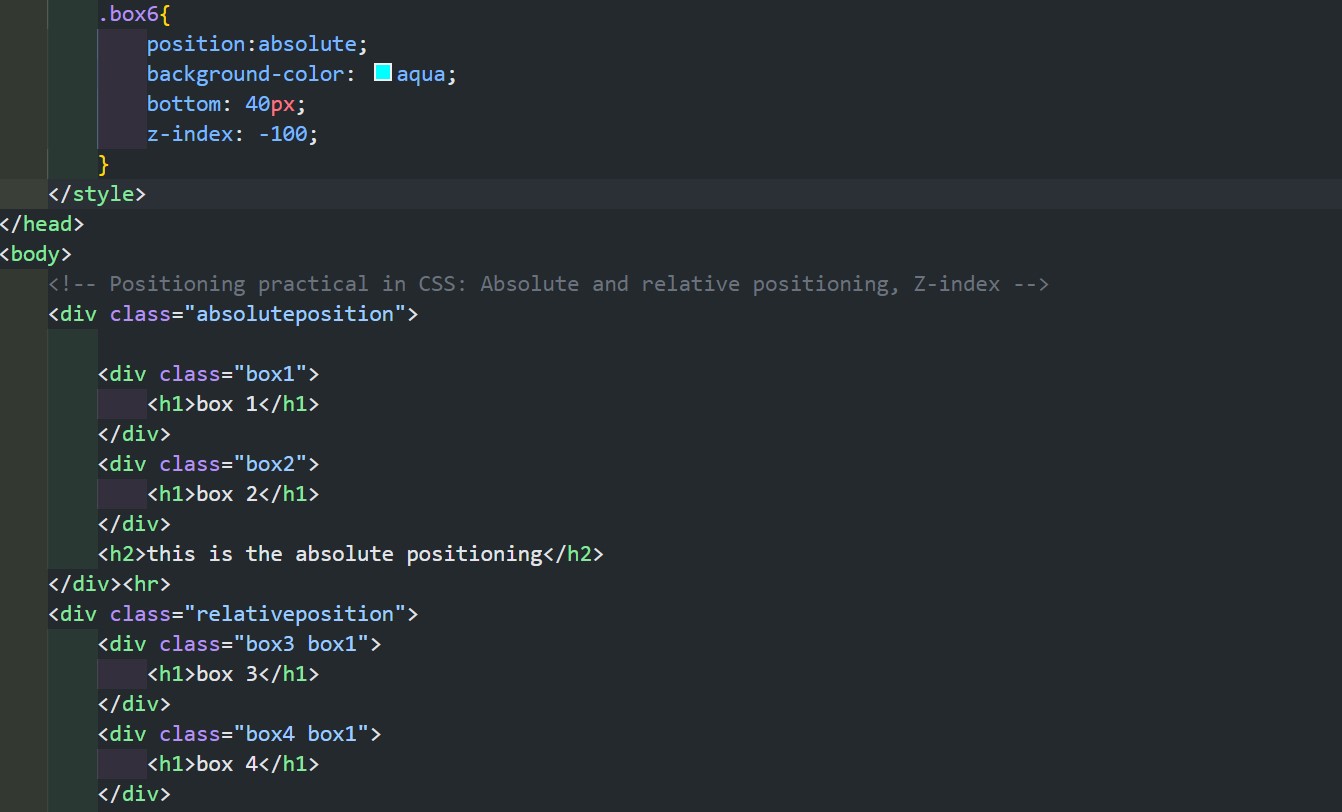 .box6{
position:absolute;
background-color: aqua;
bottom: 40px;
z-index: -100;
}
</style>
</head>
<body>
<!-- Positioning practical in CSS: Absolute and relative positioning, Z-index -->
<div class="absoluteposition">
<div class="box1">
<h1>box 1</h1>
</div>
<div class="box2">
<h1>box 2</h1>
</div>
<h2>this is the absolute positioning</h2>
</div><hr>
<div class="relativeposition">
<div class="box3 box1">
<h1>box 3</h1>
</div>
<div class="box4 box1">
<h1>box 4</h1>
</div>